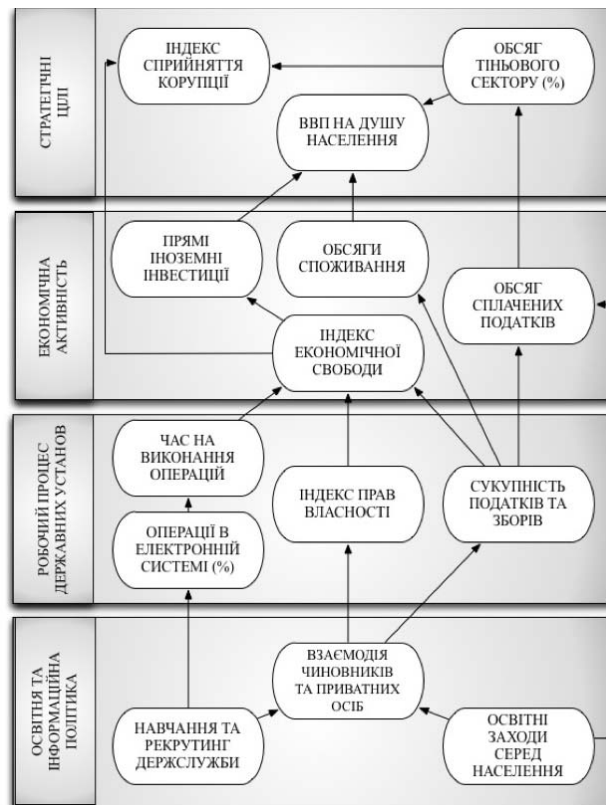 СТРАТЕГІЧНІ
ЦІЛІ
ІНДЕКС
СПРИЙНЯТТЯ
КОРУПЦІЇ
ОБСЯГ
ТІНЬОВОГО
СЕКТОРУ (%)
ВВП НА ДУШУ
НАСЕЛЕННЯ
ЕКОНОМІЧНА
АКТИВНІСТЬ
ПРЯМІ
ІНОЗЕМНІ
ІНВЕСТИЦІЇ
ОБСЯГИ
СПОЖИВАННЯ
ОБСЯГ
СПЛАЧЕНИХ
ПОДАТКІВ
ІНДЕКС
ЕКОНОМІЧНОЇ
СВОБОДИ
РОБОЧИЙ ПРОЦЕС
ДЕРЖАВНИХ УСТАНОВ
ЧАС НА
ВИКОНАННЯ
ОПЕРАЦІЙ
ІНДЕКС ПРАВ
ВЛАСНОСТІ
СУКУПНІСТЬ
ПОДАТКІВ ТА
ЗБОРІВ
ОПЕРАЦІЇ В
ЕЛЕКТРОННІЙ
СИСТЕМІ (%)
ОСВІТНЯ ТА
ІНФОРМАЦІЙНА
ПОЛІТИКА
ВЗАЄМОДІЯ
ЧИНОВНИКІВ
ТА ПРИВАТНИХ
ОСІБ
НАВЧАННЯ ТА
РЕКРУТИНГ
ДЕРЖСЛУЖБИ
ОСВІТНІ
ЗАХОДИ
СЕРЕД
НАСЕЛЕННЯ